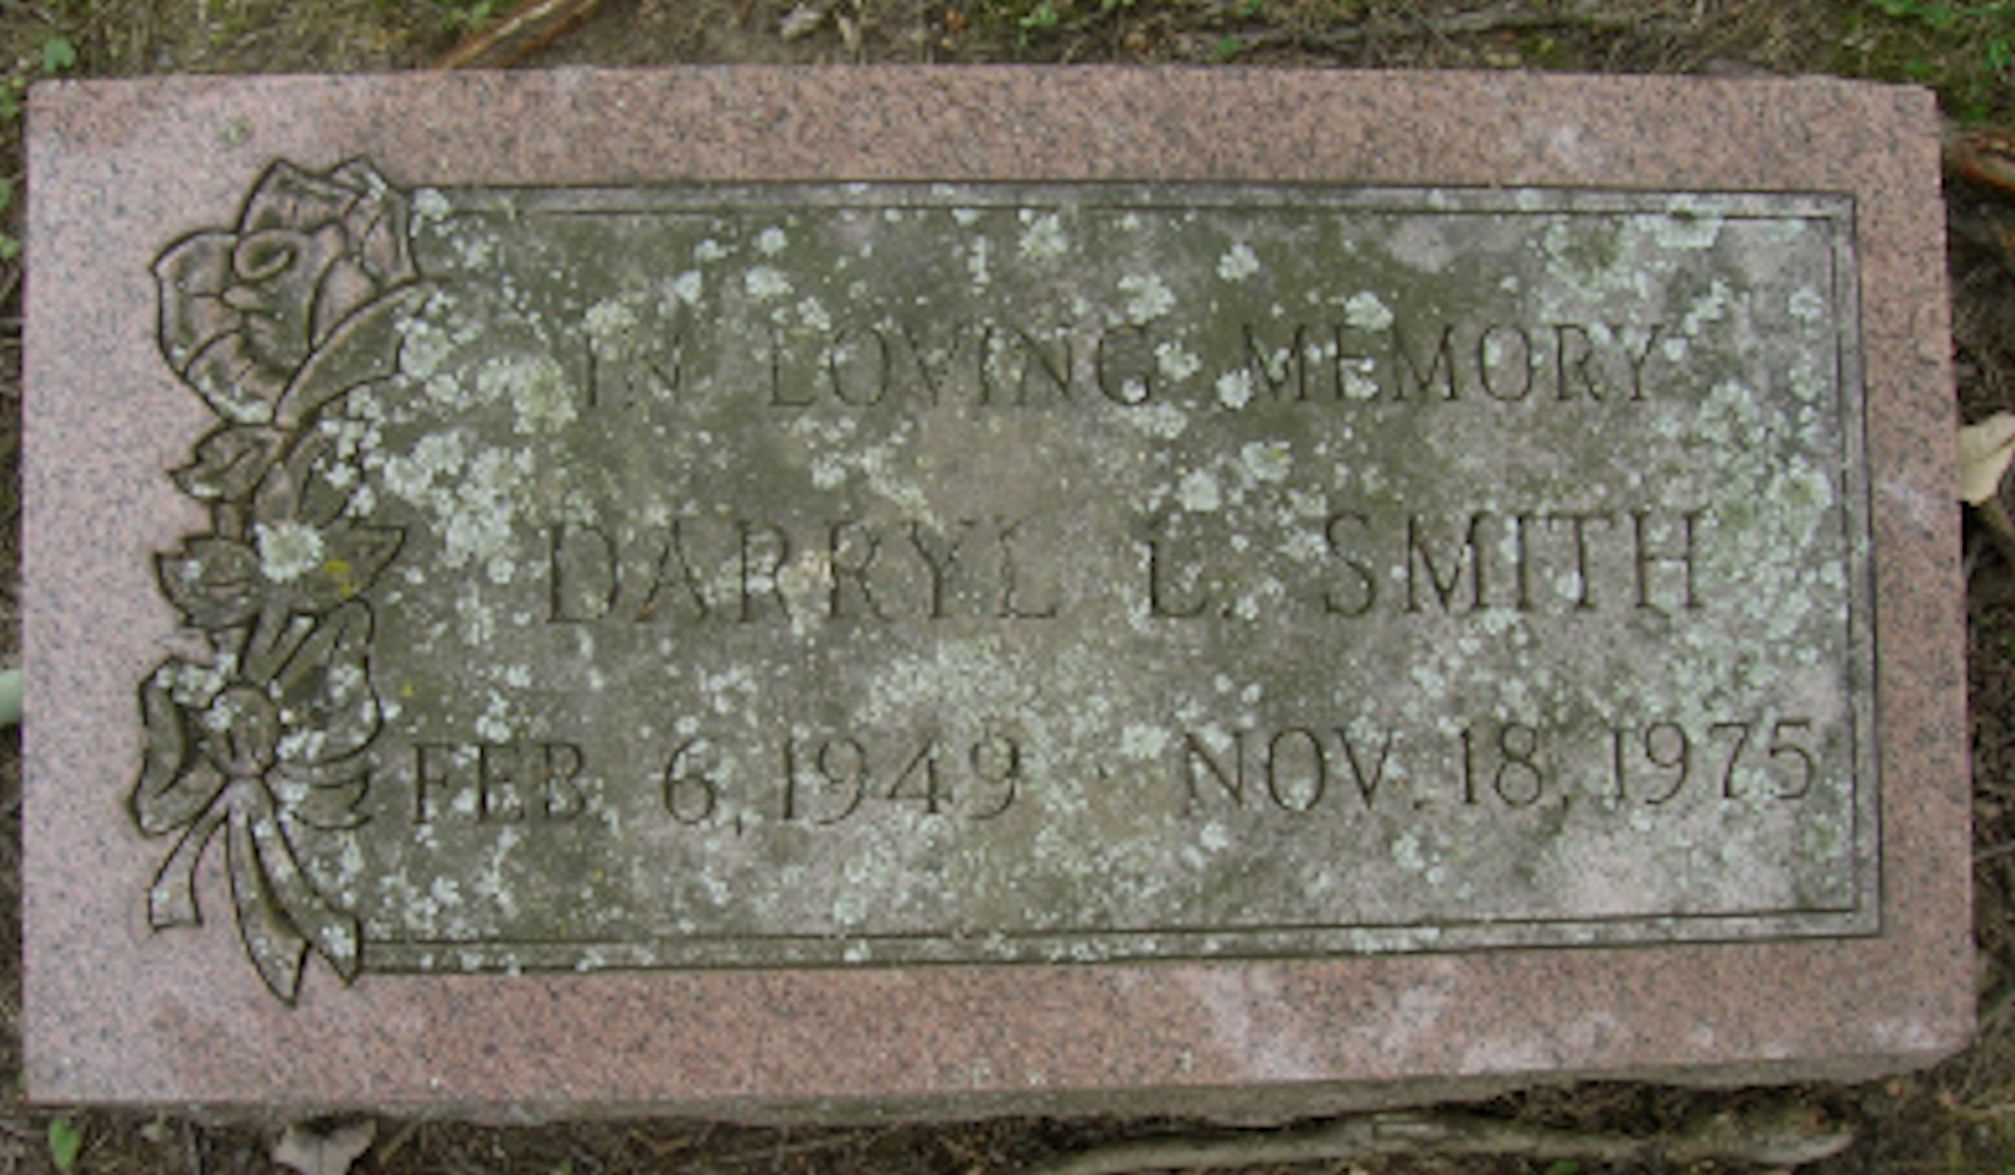 IN LOVING MEMORY
DARRYL L. SMITH
FEB. 6, 1949 · NOV. 18, 1975